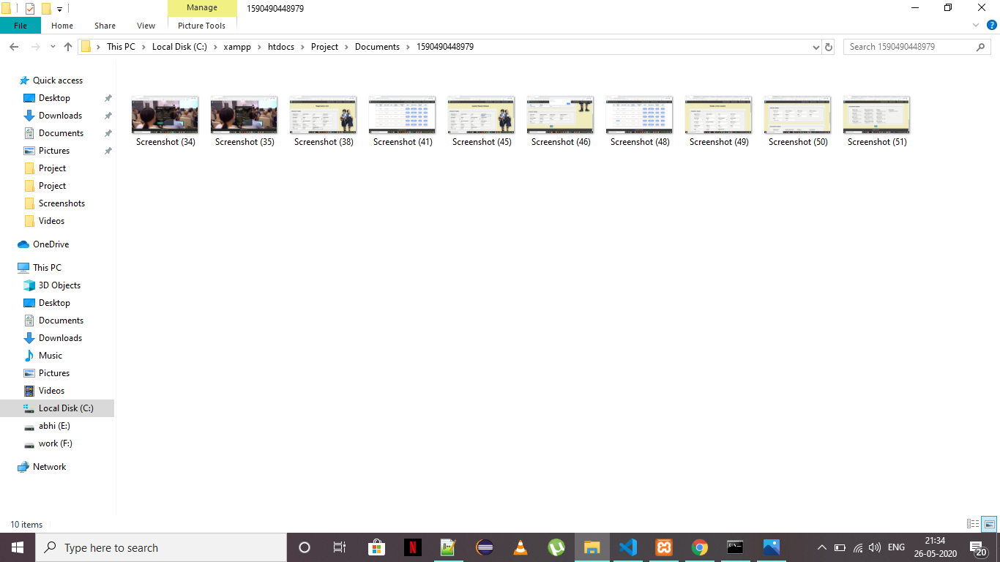 Manage
1590490448979
File
Home
Share
View
Picture Tools
This PC
Local Disk (C:)
xampp
htdocs
Project
Documents
1590490448979
Search 1590490448979
Quick access
Desktop
Downloads
Documents
Pictures
Project
Project
Screenshots
Videos
OneDrive
This PC
3D Objects
Desktop
Documents
Downloads
Music
Pictures
Videos
Local Disk (C:)
abhi (E:)
work (F:)
Network
Screenshot (34)
Screenshot (35)
Screenshot (38)
Screenshot (41)
Screenshot (45)
Screenshot (46)
Screenshot (48)
Screenshot (49)
Screenshot (50)
Screenshot (51)
10 items
Type here to search
ENG
21:34
26-05-2020
20